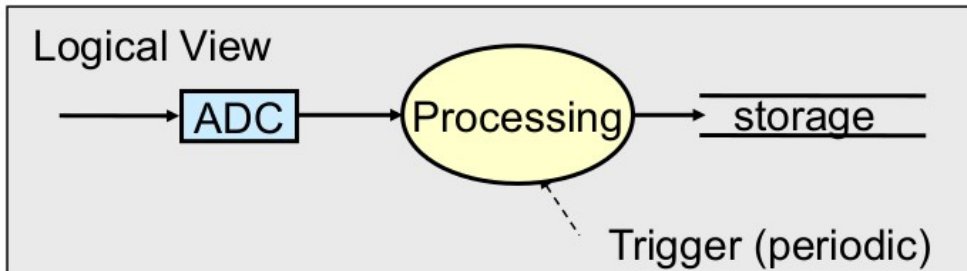 Logical View
ADC
Processing
storage
Trigger (periodic)